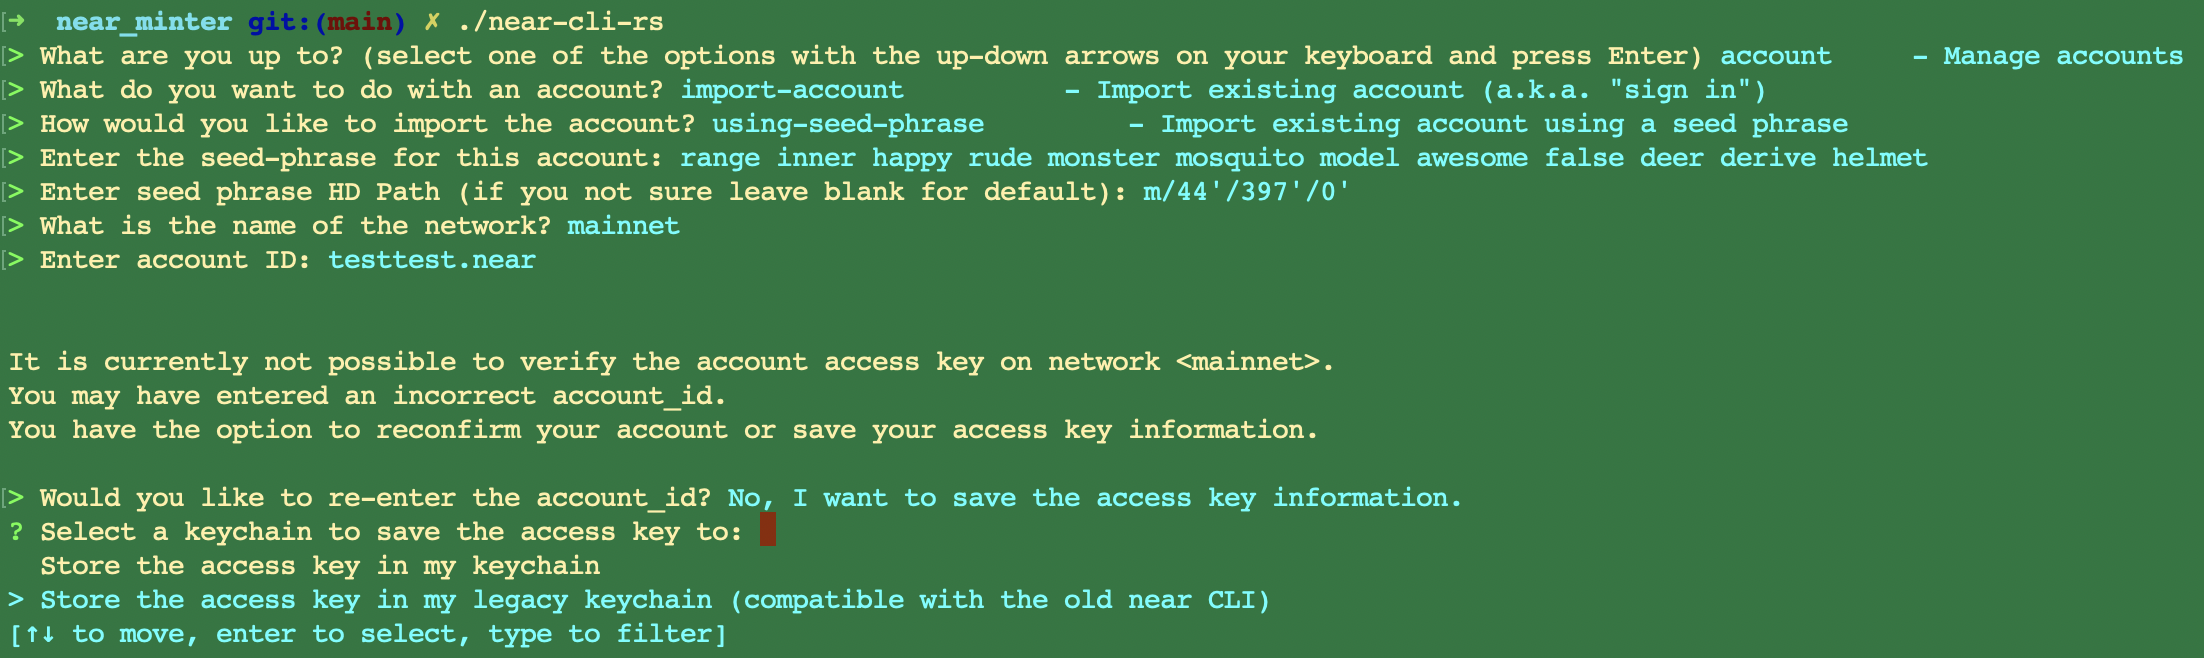 ➜  near_minter git:(main) ✗ ./near-cli-rs
> What are you up to? (select one of the options with the up-down arrows on your keyboard and press Enter) account     - Manage accounts
> What do you want to do with an account? import-account          - Import existing account (a.k.a. "sign in")
> How would you like to import the account? using-seed-phrase         - Import existing account using a seed phrase
> Enter the seed-phrase for this account: range inner happy rude monster mosquito model awesome false deer derive helmet
> Enter seed phrase HD Path (if you not sure leave blank for default): m/44'/397'/0'
> What is the name of the network? mainnet
> Enter account ID: testtest.near
It is currently not possible to verify the account access key on network <mainnet>.
You may have entered an incorrect account_id.
You have the option to reconfirm your account or save your access key information.
> Would you like to re-enter the account_id? No, I want to save the access key information.
? Select a keychain to save the access key to:
Store the access key in my keychain
> Store the access key in my legacy keychain (compatible with the old near CLI)
[↑↓ to move, enter to select, type to filter]